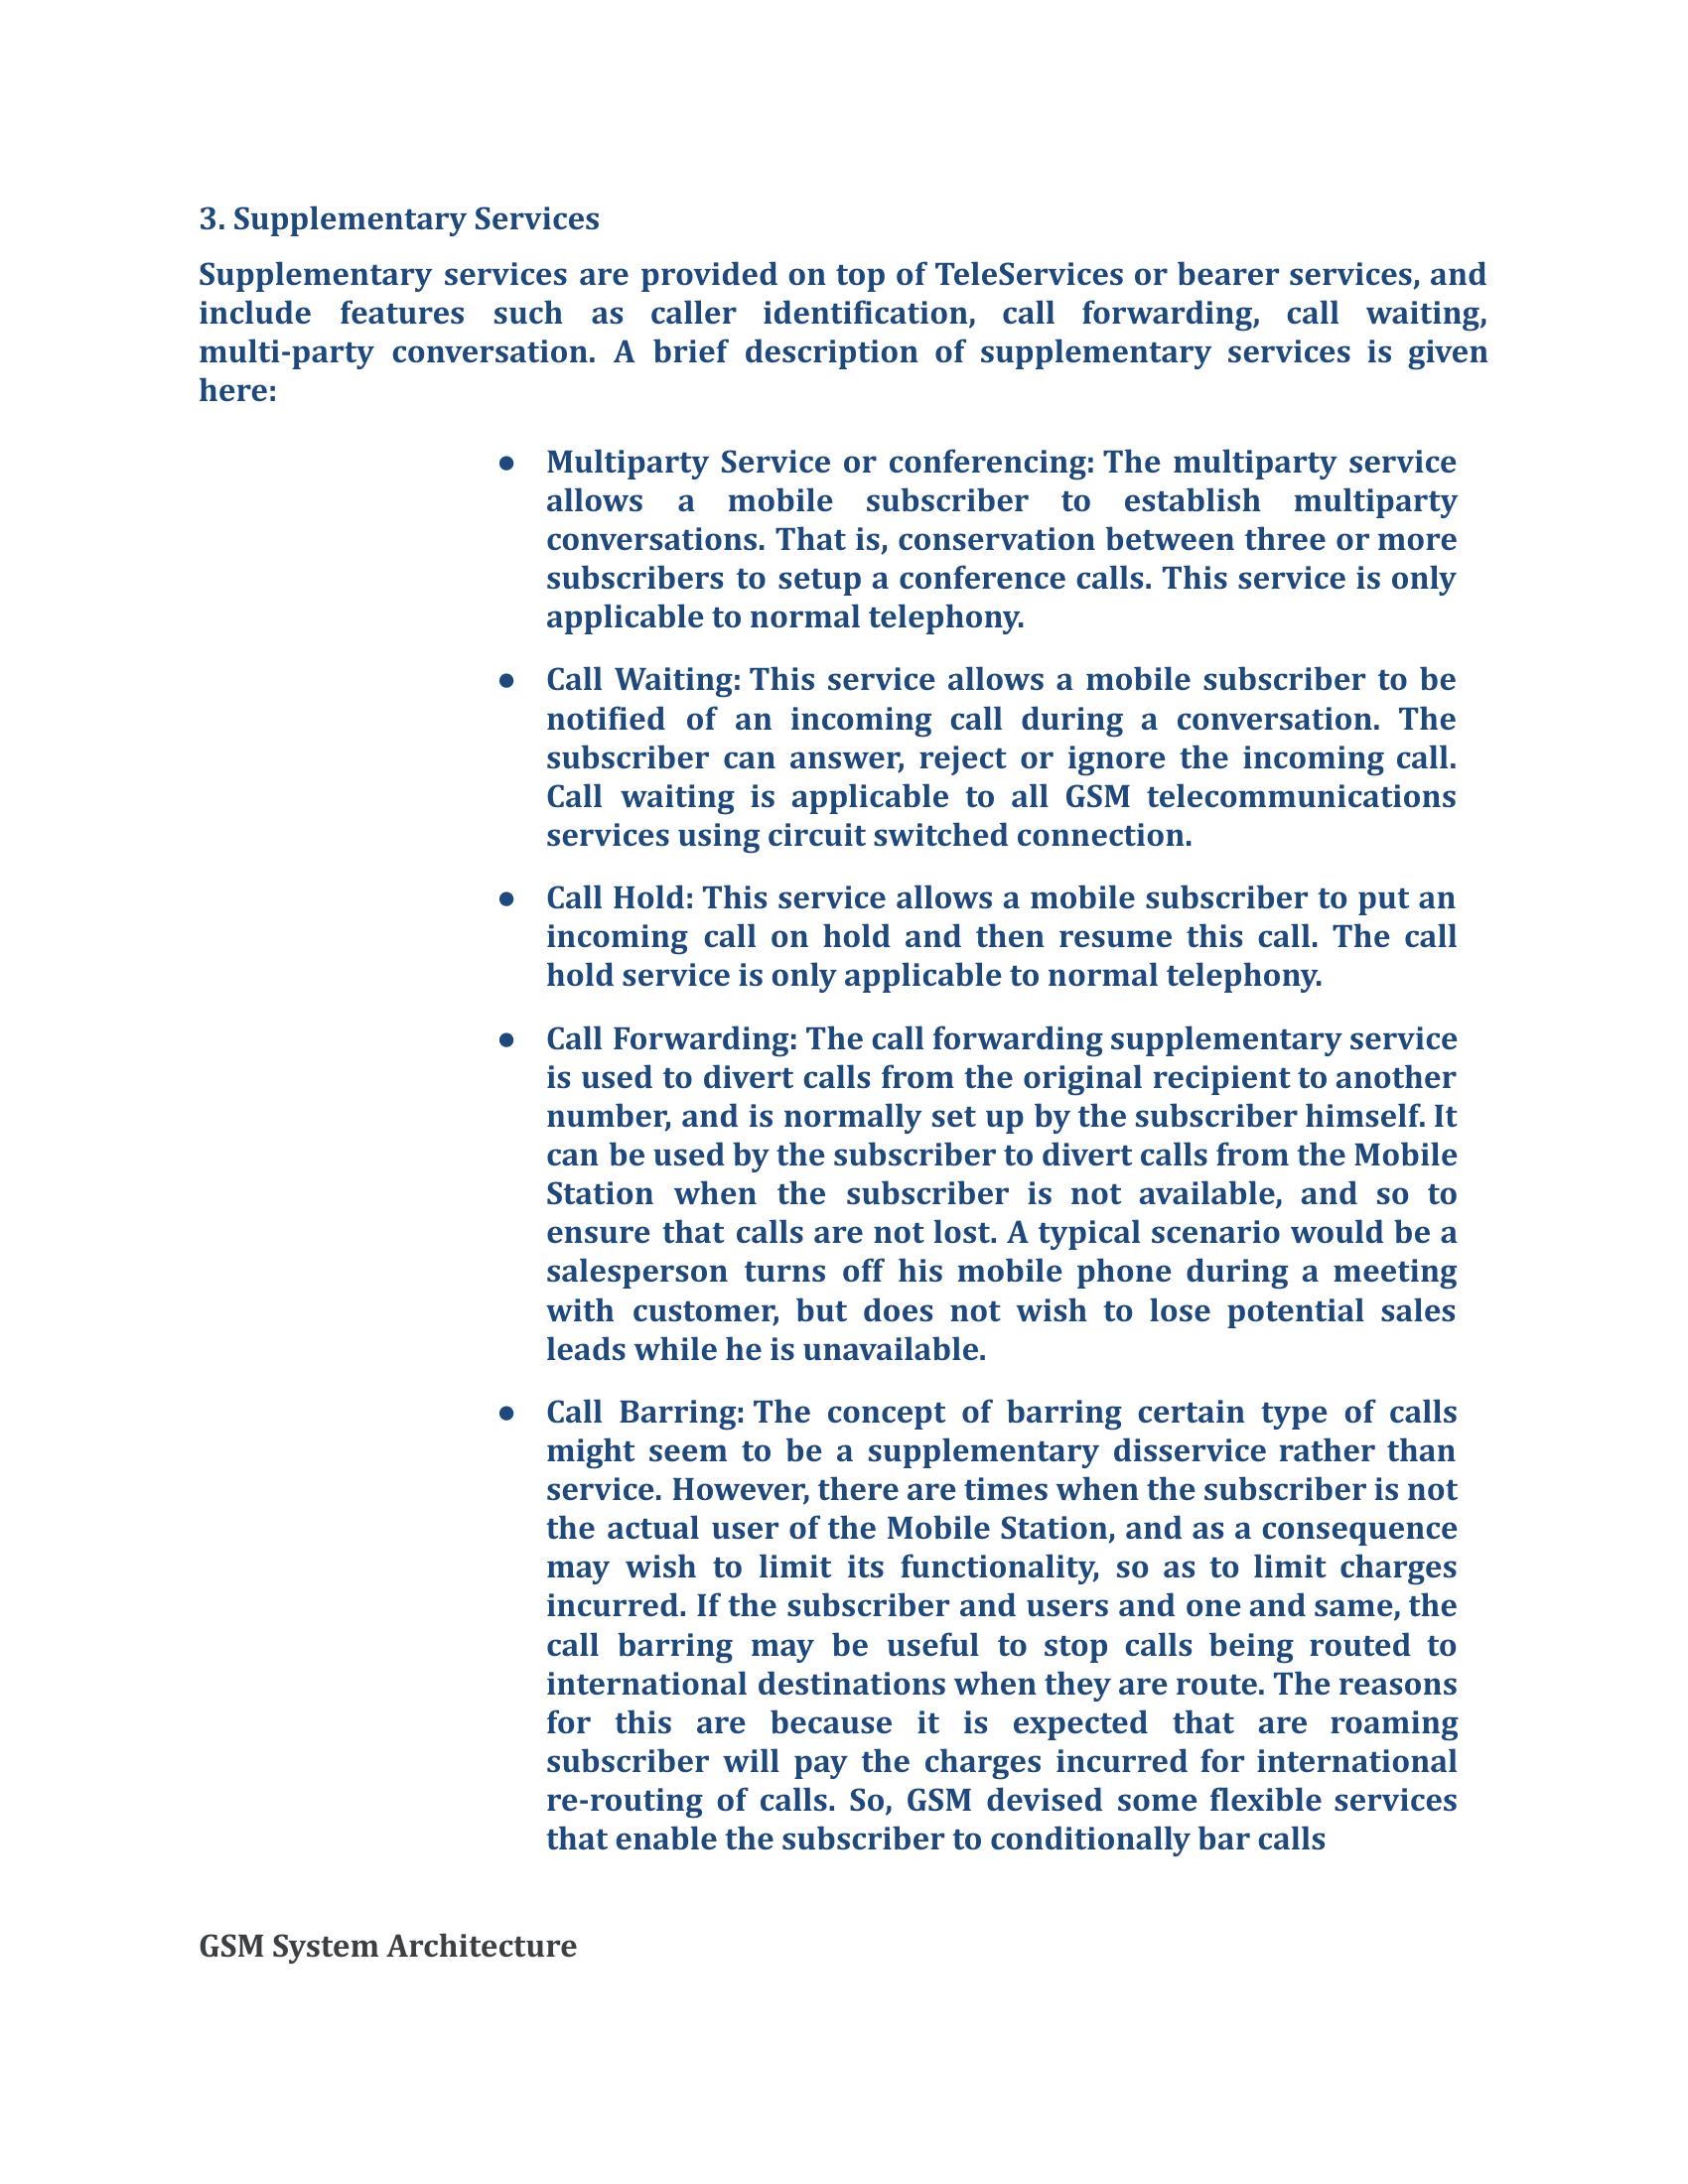 3. Supplementary Services
Supplementary services are provided on top of TeleServices or bearer services, and
include features such as caller identification, call forwarding, call waiting,
multi-party conversation. A brief description of supplementary services is given
here:
● Multiparty Service or conferencing: The multiparty service
allows a mobile subscriber to establish multiparty
conversations. That is, conservation between three or more
subscribers to setup a conference calls. This service is only
applicable to normal telephony.
● Call Waiting: This service allows a mobile subscriber to be
notified of an incoming call during a conversation. The
subscriber can answer, reject or ignore the incoming call.
Call waiting is applicable to all GSM telecommunications
services using circuit switched connection.
● Call Hold: This service allows a mobile subscriber to put an
incoming call on hold and then resume this call. The call
hold service is only applicable to normal telephony.
● Call Forwarding: The call forwarding supplementary service
is used to divert calls from the original recipient to another
number, and is normally set up by the subscriber himself. It
can be used by the subscriber to divert calls from the Mobile
Station when the subscriber is not available, and so to
ensure that calls are not lost. A typical scenario would be a
salesperson turns off his mobile phone during a meeting
with customer, but does not wish to lose potential sales
leads while he is unavailable.
● Call Barring: The concept of barring certain type of calls
might seem to be a supplementary disservice rather than
service. However, there are times when the subscriber is not
the actual user of the Mobile Station, and as a consequence
may wish to limit its functionality, so as to limit charges
incurred. If the subscriber and users and one and same, the
call barring may be useful to stop calls being routed to
international destinations when they are route. The reasons
for this are because it is expected that are roaming
subscriber will pay the charges incurred for international
re-routing of calls. So, GSM devised some flexible services
that enable the subscriber to conditionally bar calls
GSM System Architecture